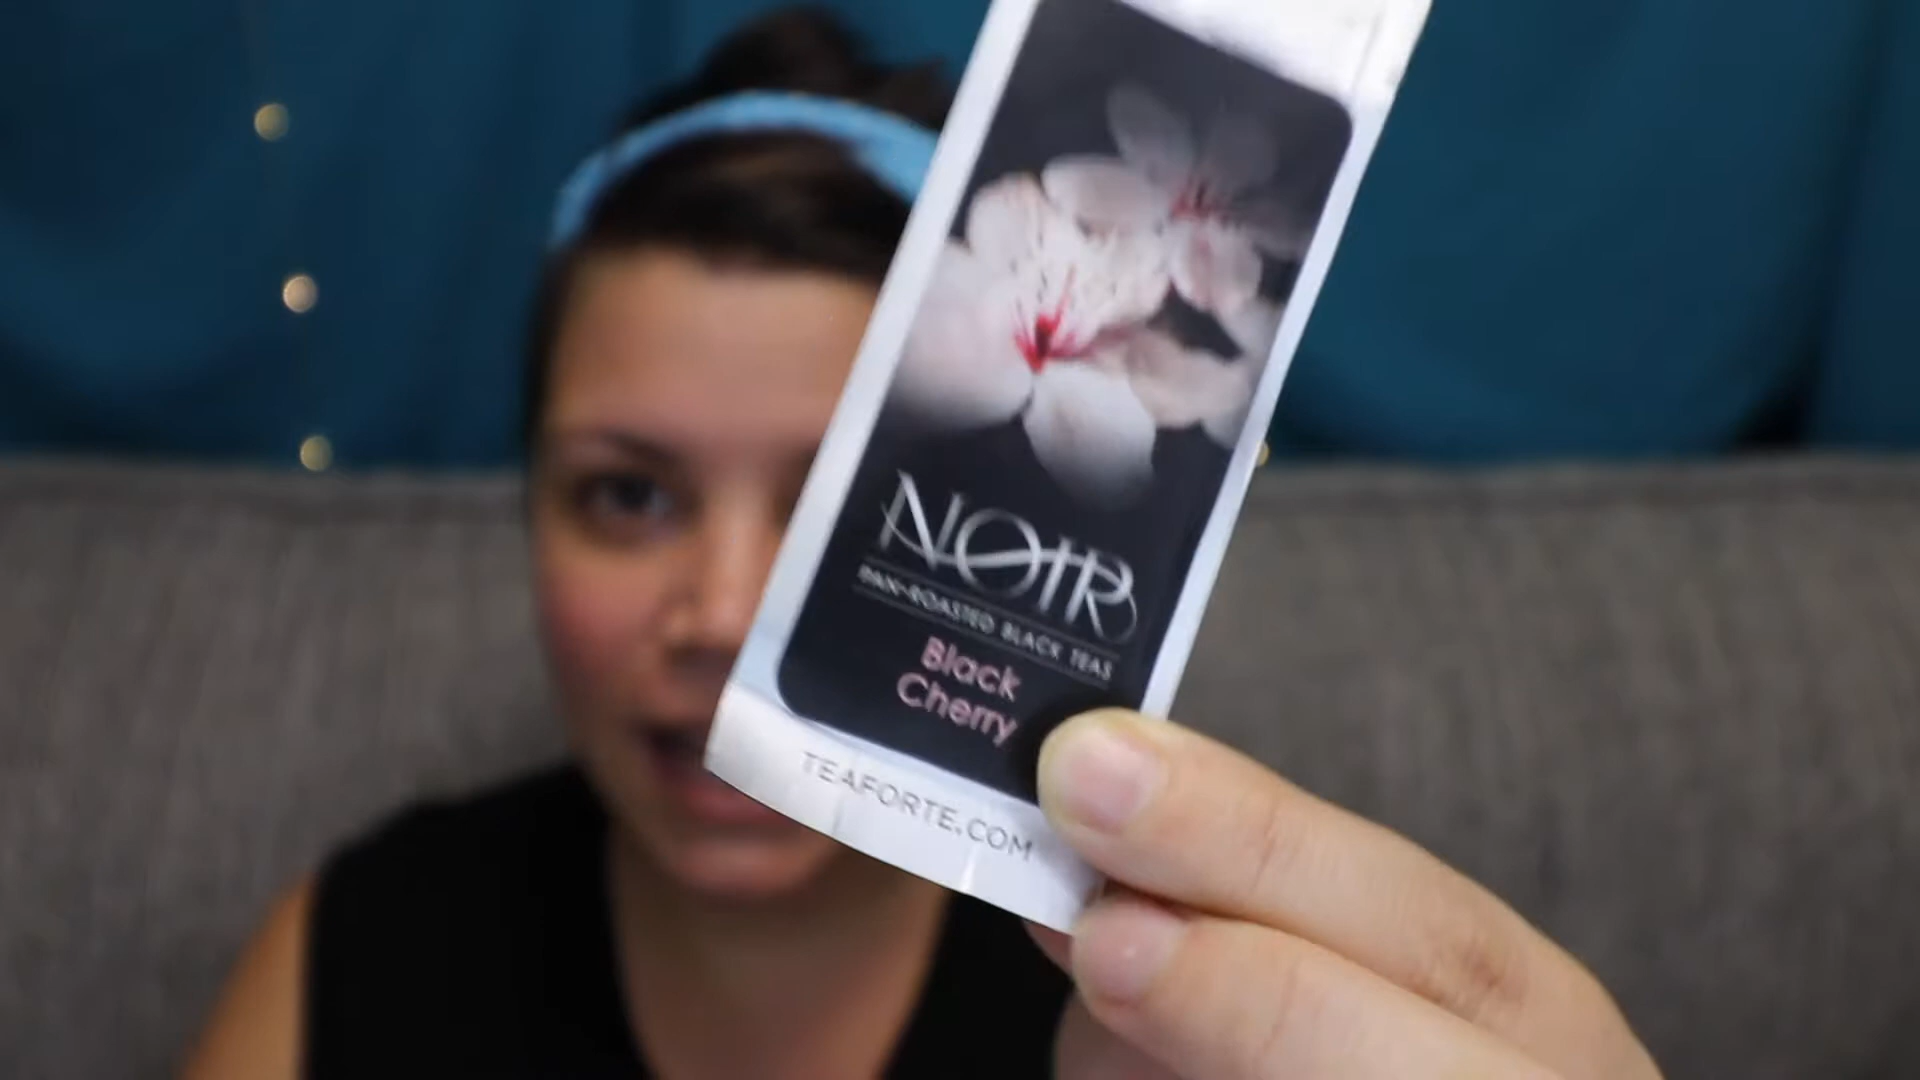 NOIR
PAN-ROASTED BLACK TEAS
Black
Cherry
TEAFORTE.COM